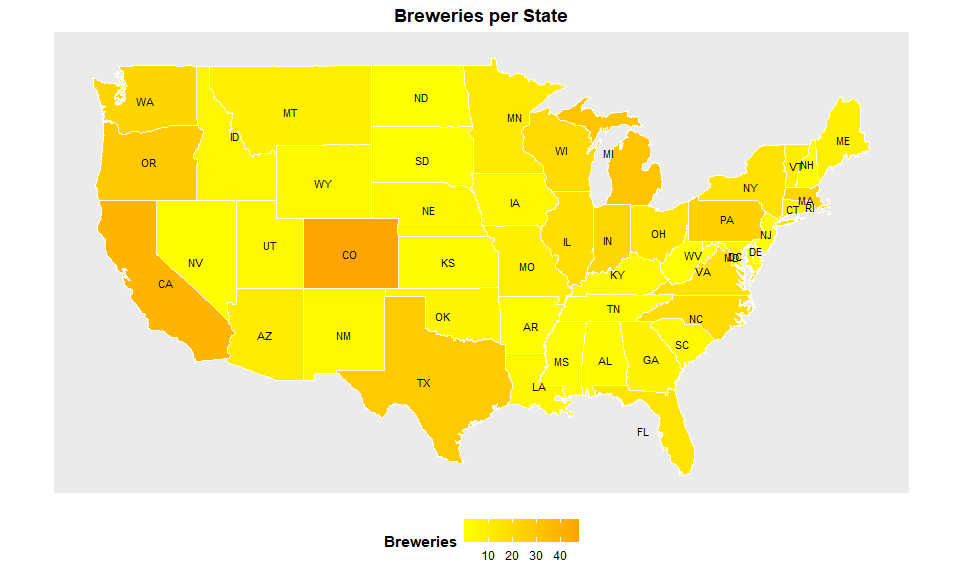 Breweries per State
WA
MT
ND
MN
ME
ID
OR
SD
WI
MI
VT
NH
WY
NY
MA
IA
NE
CT
RI
PA
UT
CO
IL
IN
OH
NJ
NV
KS
WV
MD
DC
DE
CA
MO
KY
VA
OK
TN
NC
AZ
NM
AR
SC
MS
AL
GA
TX
LA
FL
Breweries
10 20 30 40